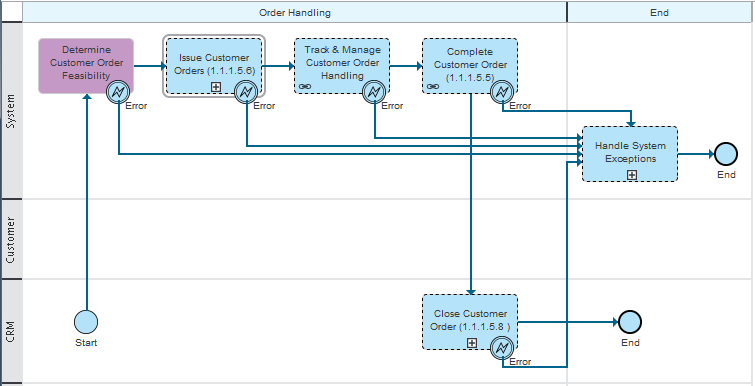 Order Handling
End
System
Determine
Customer Order
Feasibility
Error
Issue Customer
Orders (1.1.1.5.6)
Error
Track & Manage
Customer Order
Handling
Error
Complete
Customer Order
(1.1.1.5.5)
Error
Handle System
Exceptions
End
Customer
CRM
Start
Close Customer
Order (1.1.1.5.8 )
Error
End